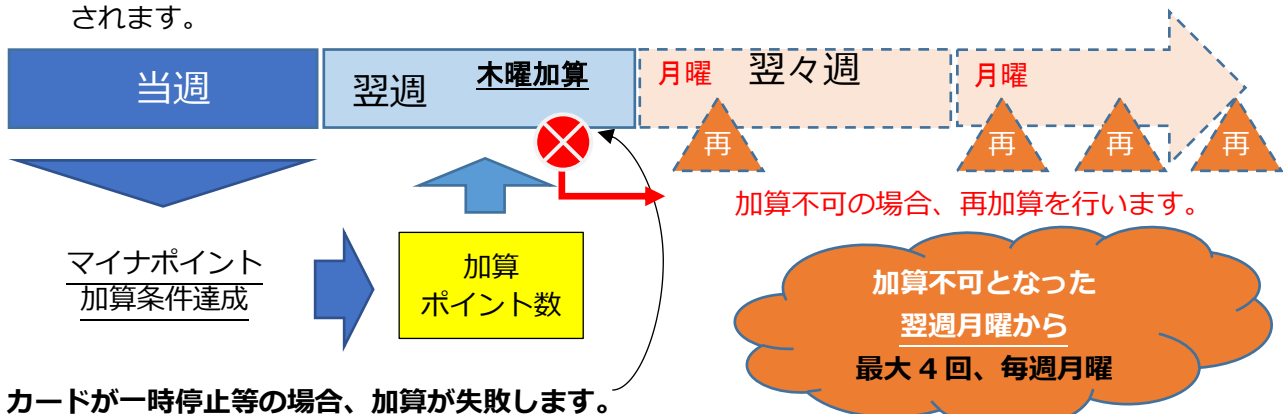 されます。
当週
翌週
木曜加算
月曜
翌々週
月曜
再
再
再
再
加算不可の場合、再加算を行います。
マイナポイント
加算条件達成
加算
ポイント数
加算不可となった
翌週月曜から
最大4回、毎週月曜
カードが一時停止等の場合、加算が失敗します。